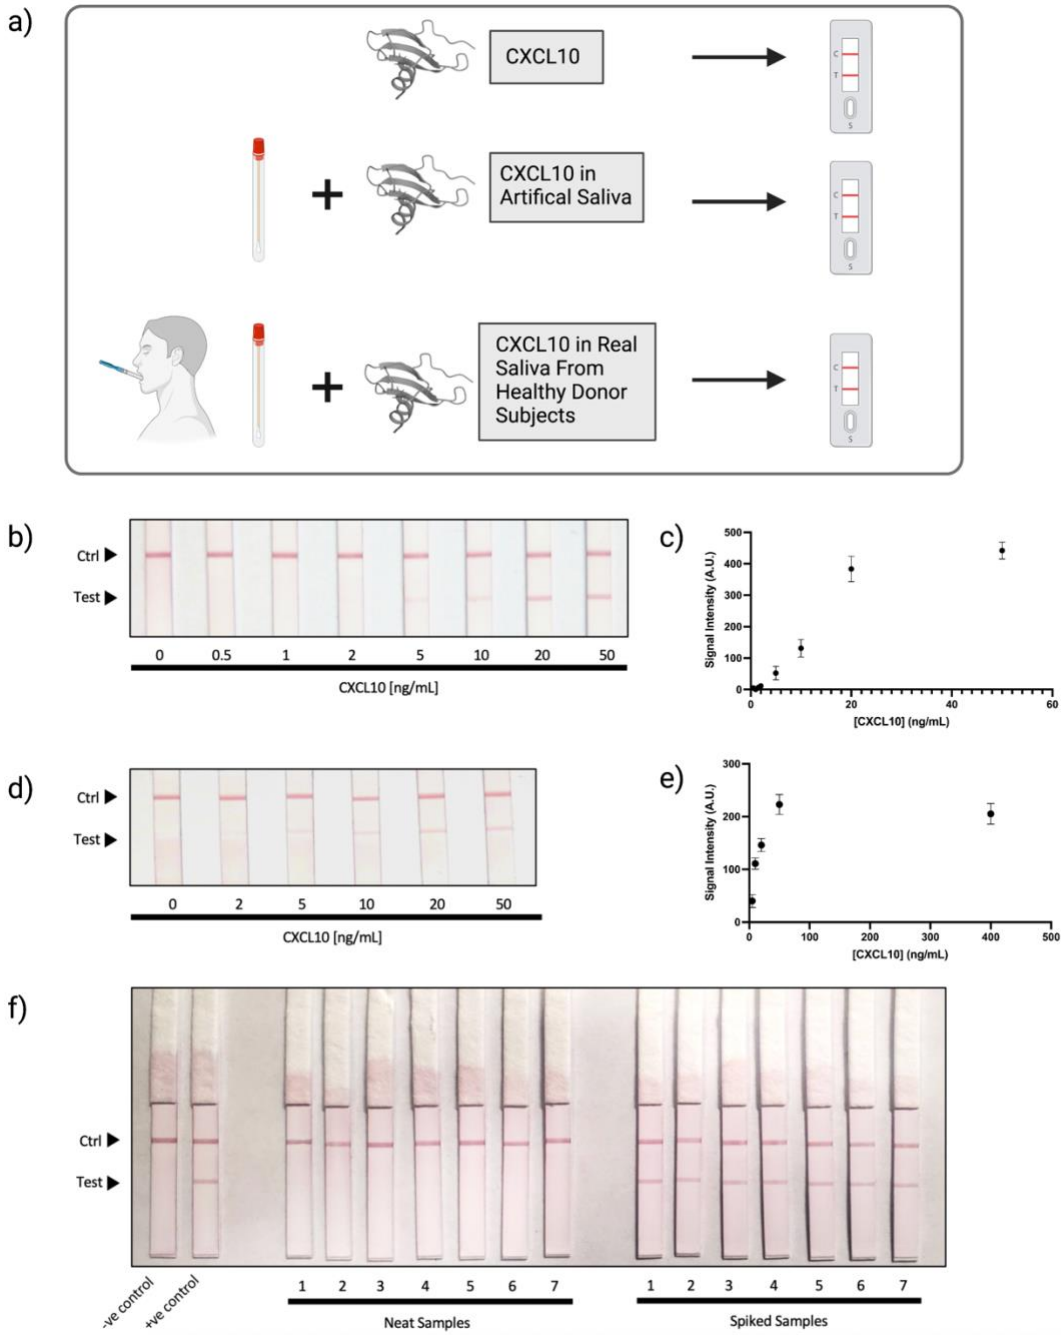 a)
CXCL10
C
T
S
CXCL10 in
Artifical Saliva
C
T
S
CXCL10 in Real
Saliva From
Healthy Donor
Subjects
C
T
S
b)
Ctrl
Test
0 0.5 1 2 5 10 20 50
CXCL10 [ng/mL]
c)
Signal Intensity (A.U.)
500
400
300
200
100
0
0 20 40 60
[CXCL10] (ng/mL)
d)
Ctrl
Test
0 2 5 10 20 50
CXCL10 [ng/mL]
e)
Signal Intensity (A.U.)
300
200
100
0
0 100 200 300 400 500
[CXCL10] (ng/mL)
f)
Ctrl
Test
-ve control
+ve control
1 2 3 4 5 6 7
Neat Samples
1 2 3 4 5 6 7
Spiked Samples